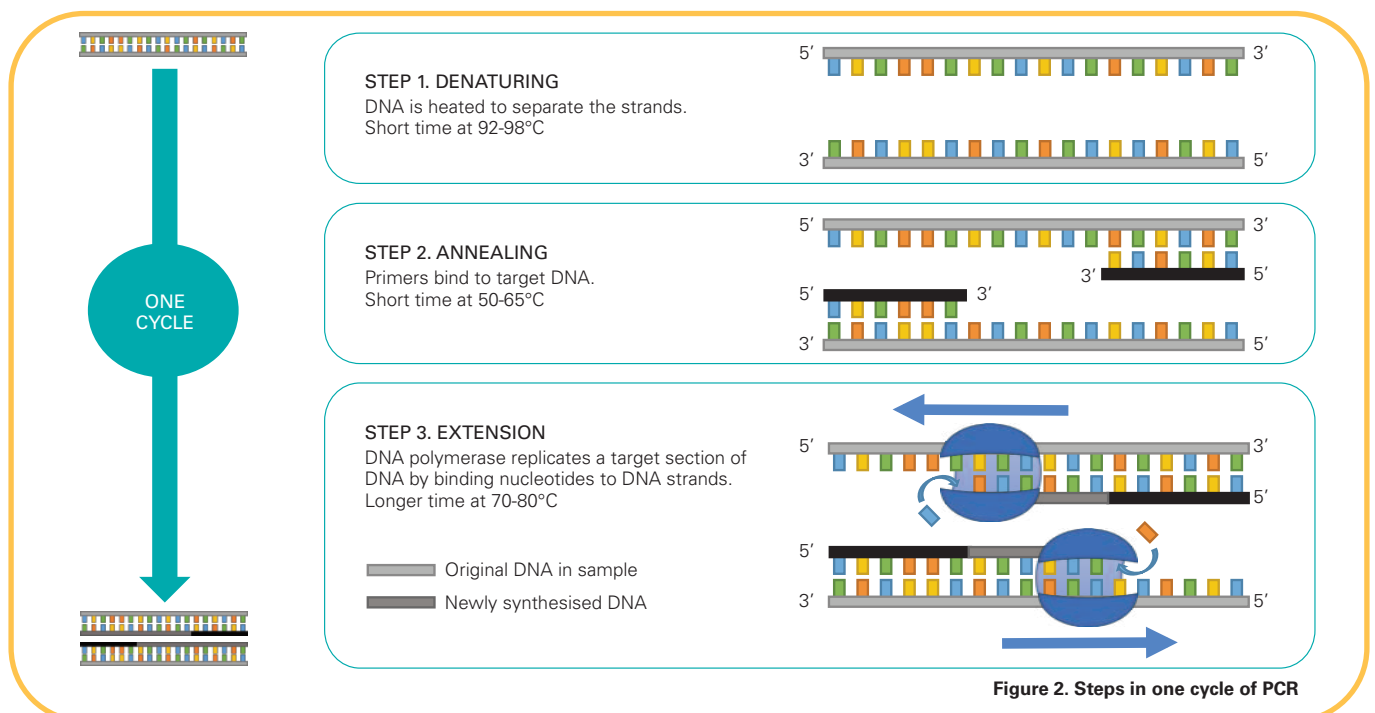 ONE
CYCLE
STEP 1. DENATURING
DNA is heated to separate the strands.
Short time at 92-98°C
5’ 3’
3’ 5’
STEP 2. ANNEALING
Primers bind to target DNA.
Short time at 50-65°C
5’ 3’
3’ 5’
5’ 3’
3’ 5’
STEP 3. EXTENSION
DNA polymerase replicates a target section of
DNA by binding nucleotides to DNA strands.
Longer time at 70-80°C
Original DNA in sample
Newly synthesised DNA
5’ 3’
5’
5’
3’ 5’
Figure 2. Steps in one cycle of PCR